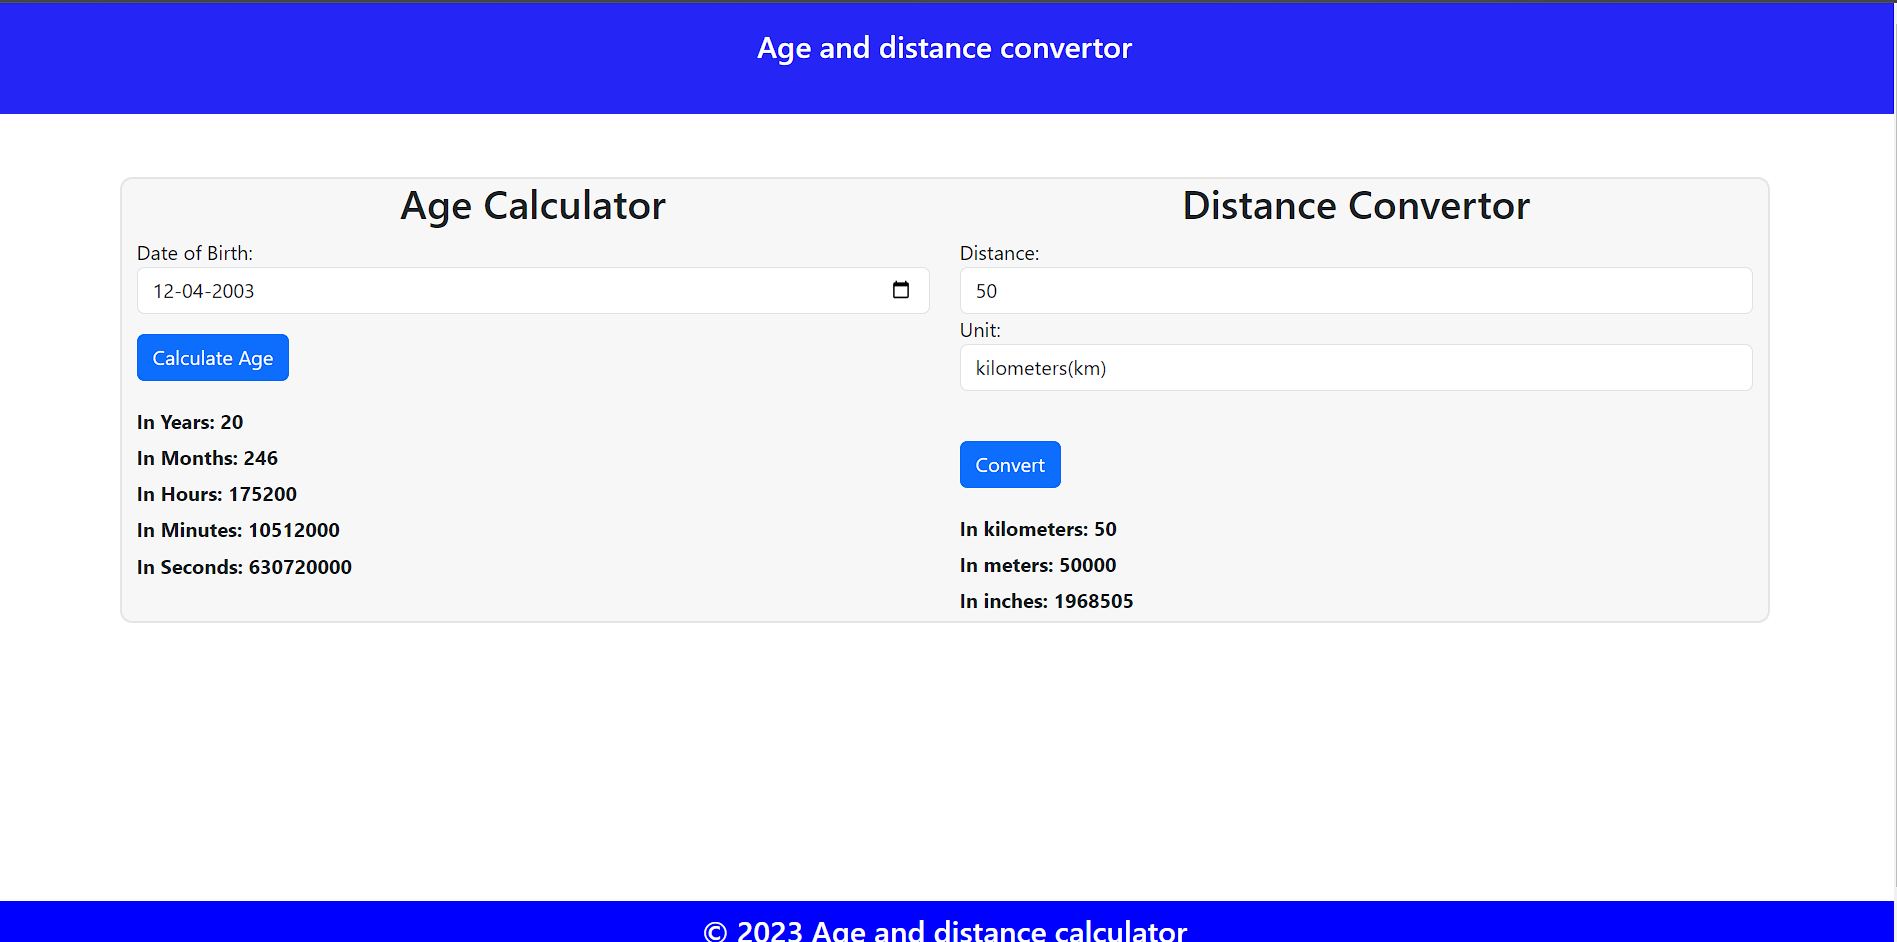 Age and distance convertor
Age Calculator
Date of Birth:
12-04-2003
Calculate Age
In Years: 20
In Months: 246
In Hours: 175200
In Minutes: 10512000
In Seconds: 630720000
Distance Convertor
Distance:
50
Unit:
kilometers(km)
Convert
In kilometers: 50
In meters: 50000
In inches: 1968505
© 2023 Age and distance calculator